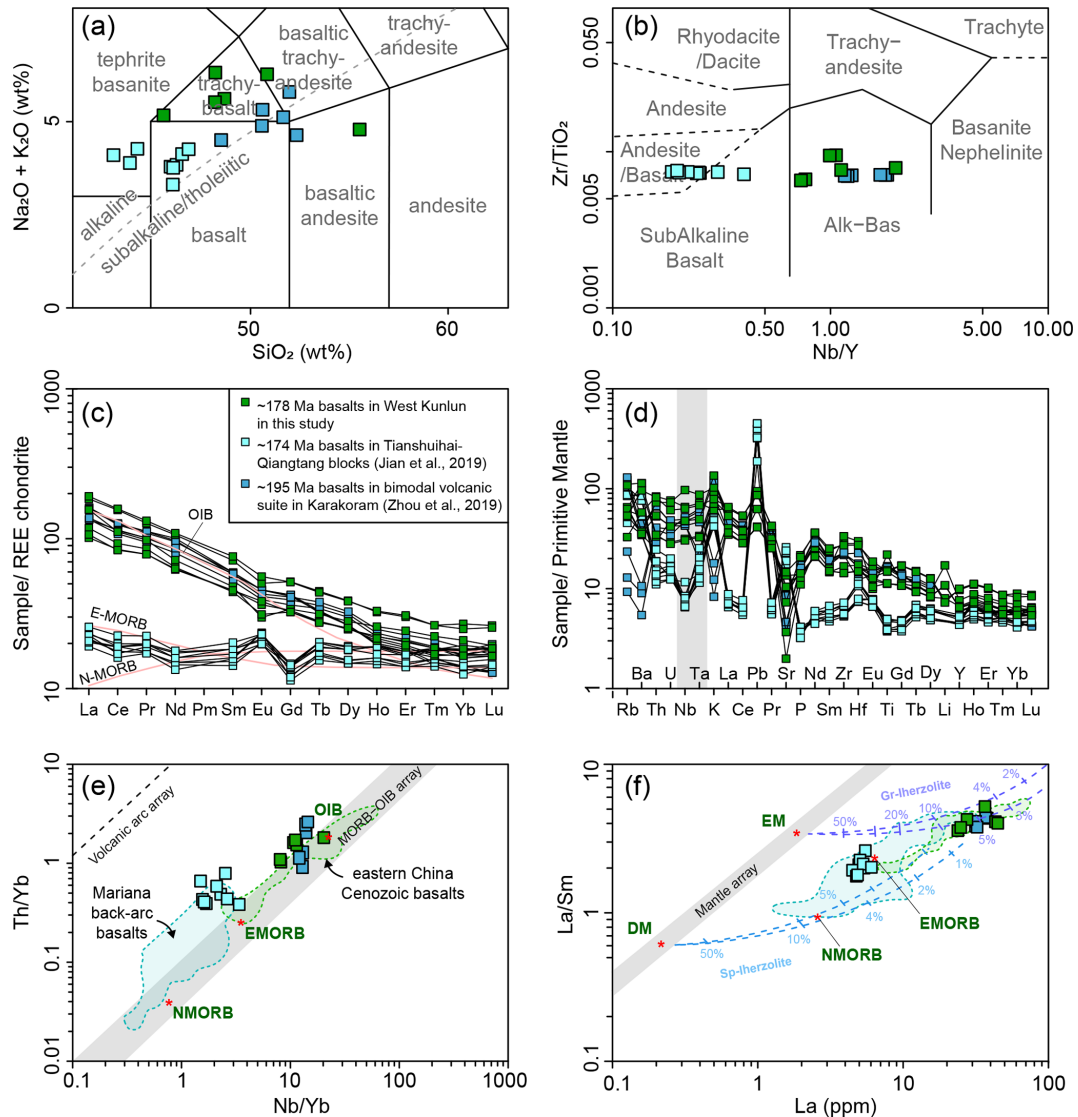 (a)
tephrite
basanite
basaltic
trachy-
andesite
trachy-
andesite
trachy-
basalt
alkaline
subalkaline/tholeiitic
basalt
basaltic
andesite
andesite
Na₂O + K₂O (wt%)
5
0
50
60
SiO₂ (wt%)
(b)
Rhyodacite
/Dacite
Trachy−
andesite
Trachyte
Andesite
Andesite
/Basalt
Basanite
Nephelinite
SubAlkaline
Basalt
Alk−Bas
Zr/TiO₂
0.050
0.005
0.001
0.10
0.50
1.00
5.00
10.00
Nb/Y
(c)
~178 Ma basalts in West Kunlun
in this study
~174 Ma basalts in Tianshuihai-
Qiangtang blocks (Jian et al., 2019)
~195 Ma basalts in bimodal volcanic
suite in Karakoram (Zhou et al., 2019)
OIB
E-MORB
N-MORB
Sample/ REE chondrite
1000
100
10
La Ce Pr Nd Pm Sm Eu Gd Tb Dy Ho Er Tm Yb Lu
(d)
Sample/ Primitive Mantle
1000
100
10
1
Ba U Ta La Pb Sr Nd Zr Eu Gd Dy Y Er Yb
Rb Th Nb K Ce Pr P Sm Hf Ti Tb Li Ho Tm Lu
(e)
Volcanic arc array
OIB
MORB−OIB array
Mariana
back-arc
basalts
eastern China
Cenozoic basalts
EMORB
NMORB
Th/Yb
10
1
0.1
0.01
0.1
1
10
100
1000
Nb/Yb
(f)
Gr-lherzolite
2%
4%
10%
20%
50%
5%
5%
EM
1%
2%
4%
5%
Mantle array
DM
10%
50%
EMORB
NMORB
Sp-lherzolite
La/Sm
10
1
0.1
0.1
1
10
100
La (ppm)